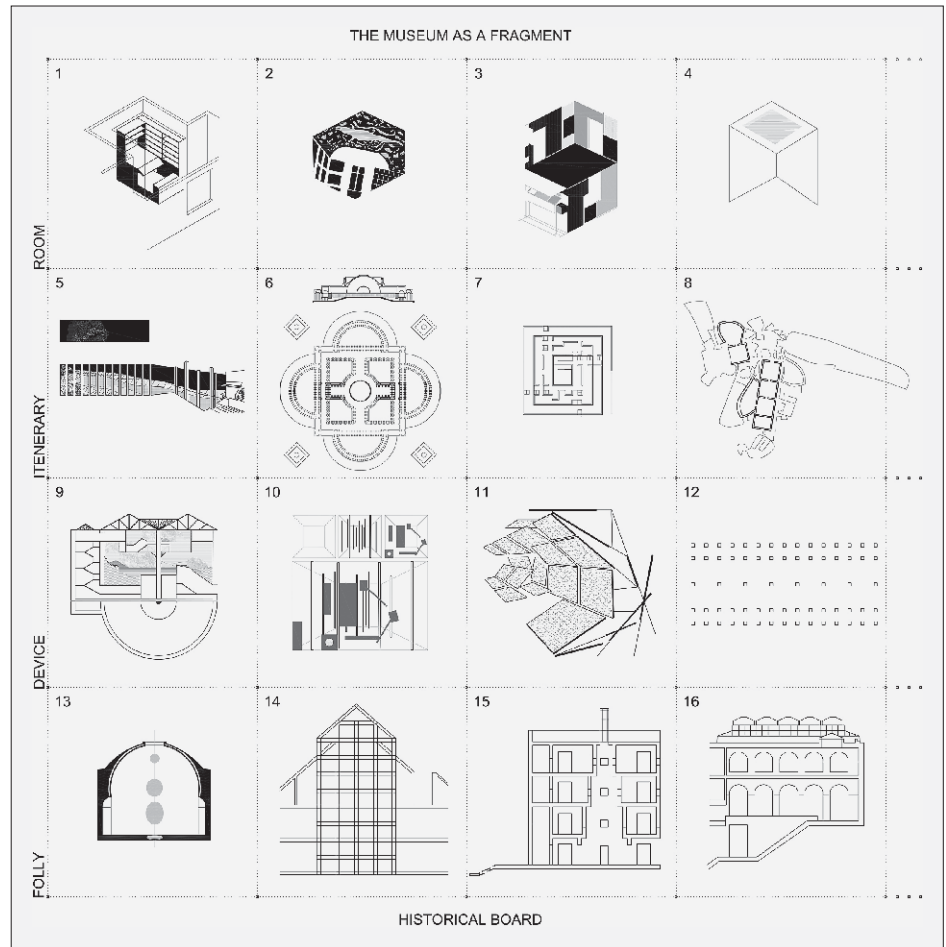 THE MUSEUM AS A FRAGMENT
1
2
3
4
ROOM
5
6
7
8
ITENERARY
9
10
11
12
DEVICE
13
14
15
16
FOLLY
HISTORICAL BOARD